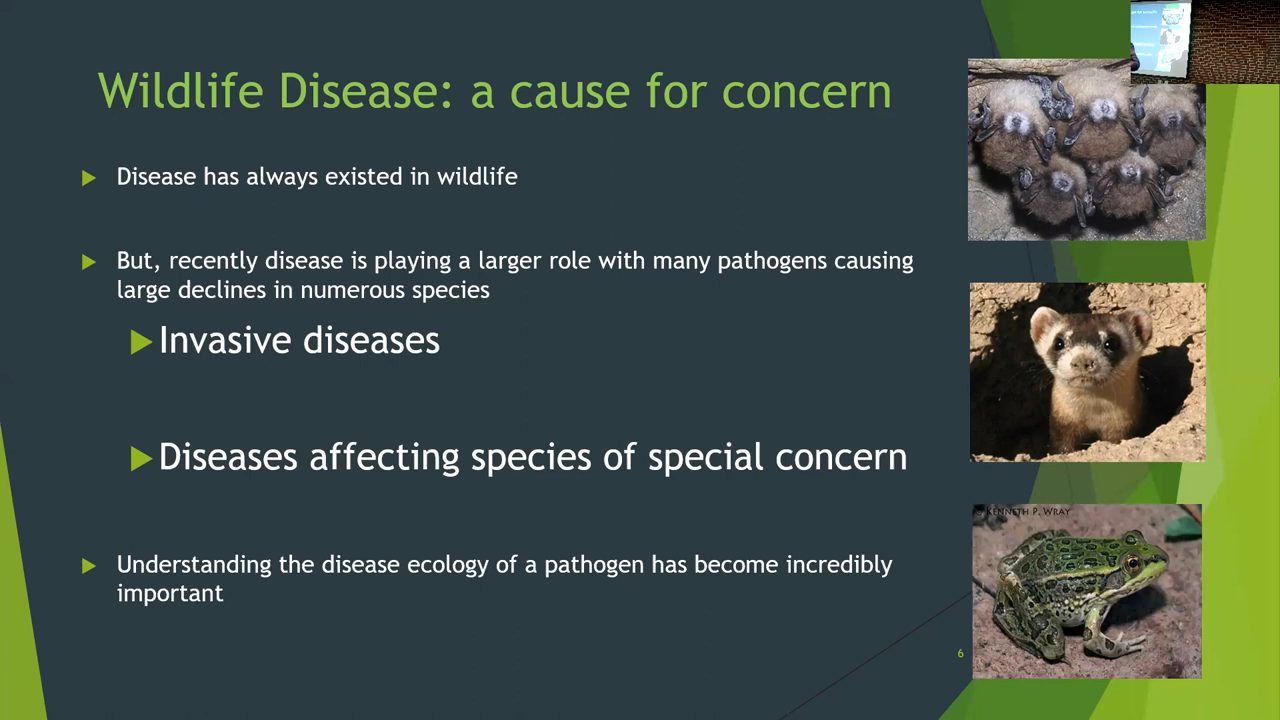 Wildlife Disease: a cause for concern
Disease has always existed in wildlife
But, recently disease is playing a larger role with many pathogens causing
large declines in numerous species
Invasive diseases
Diseases affecting species of special concern
Understanding the disease ecology of a pathogen has become incredibly
important
© KENNETH P. WRAY
6